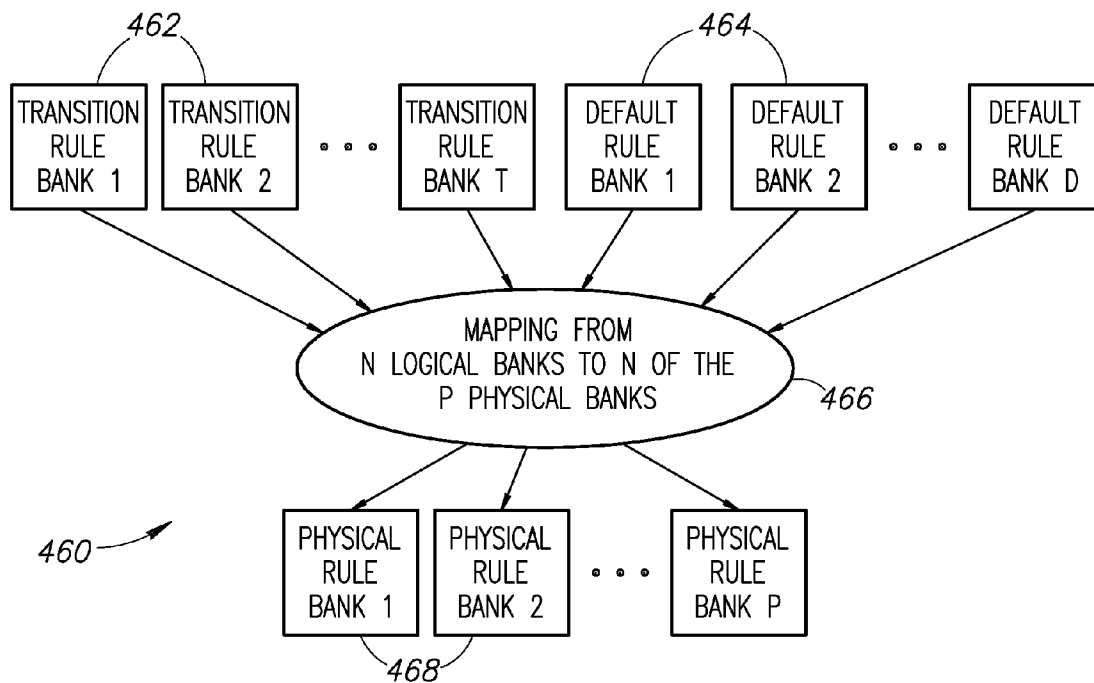 462
464
TRANSITION
RULE
BANK 1
TRANSITION
RULE
BANK 2
TRANSITION
RULE
BANK T
DEFAULT
RULE
BANK 1
DEFAULT
RULE
BANK 2
DEFAULT
RULE
BANK D
MAPPING FROM
N LOGICAL BANKS TO N OF THE
P PHYSICAL BANKS
466
460
PHYSICAL
RULE
BANK 1
PHYSICAL
RULE
BANK 2
PHYSICAL
RULE
BANK P
468